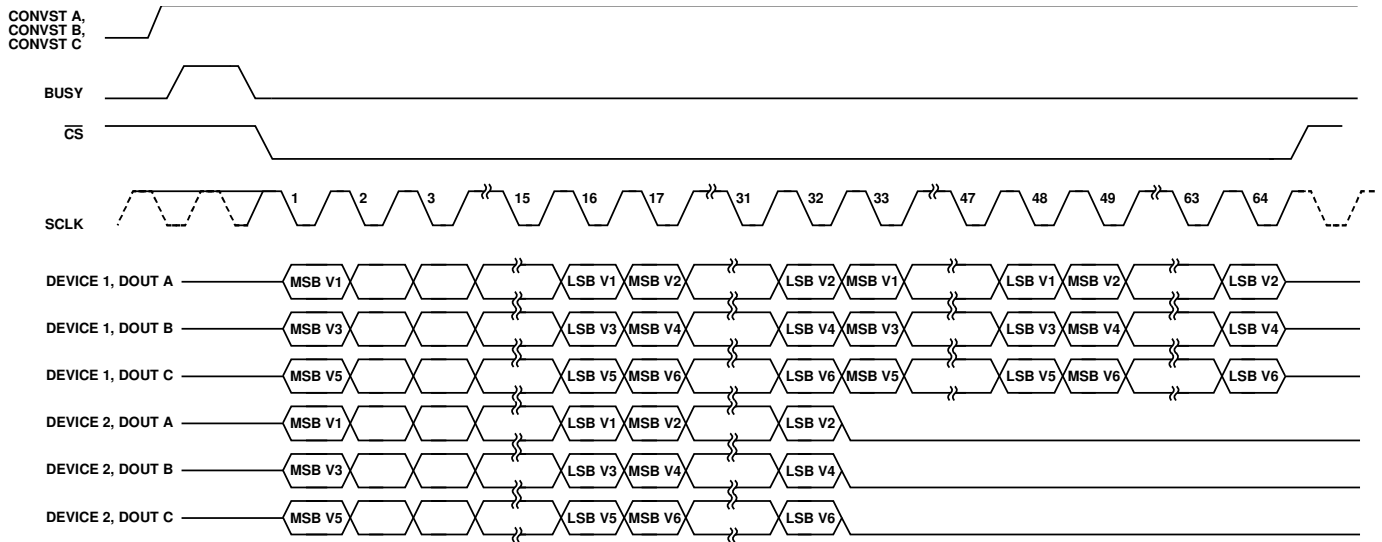 CONVST A,
CONVST B,
CONVST C
BUSY
CS
SCLK
1 2 3 15 16 17 31 32 33 47 48 49 63 64
DEVICE 1, DOUT A MSB V1 LSB V1 MSB V2 LSB V2 MSB V1 LSB V1 MSB V2 LSB V2
DEVICE 1, DOUT B MSB V3 LSB V3 MSB V4 LSB V4 MSB V3 LSB V3 MSB V4 LSB V4
DEVICE 1, DOUT C MSB V5 LSB V5 MSB V6 LSB V6 MSB V5 LSB V5 MSB V6 LSB V6
DEVICE 2, DOUT A MSB V1 LSB V1 MSB V2 LSB V2
DEVICE 2, DOUT B MSB V3 LSB V3 MSB V4 LSB V4
DEVICE 2, DOUT C MSB V5 LSB V5 MSB V6 LSB V6